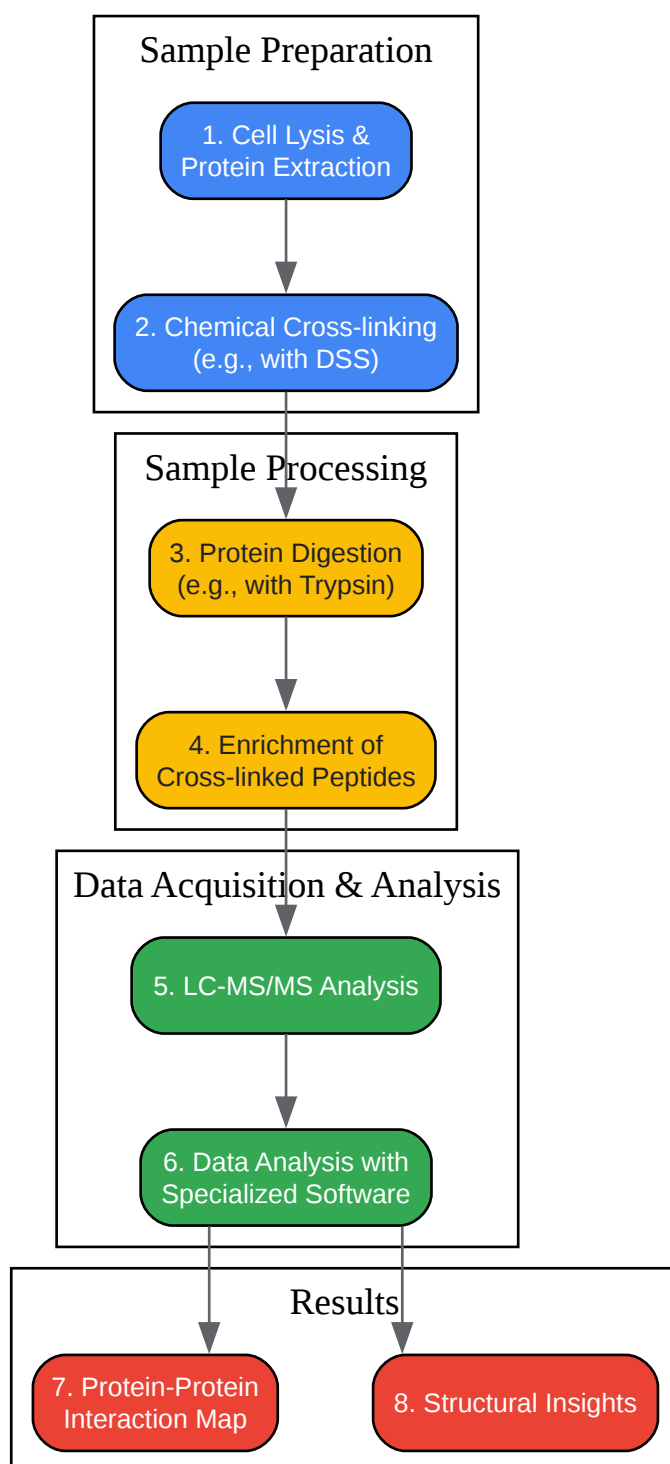 Sample Preparation
1. Cell Lysis &
Protein Extraction
2. Chemical Cross-linking
(e.g., with DSS)
Sample Processing
3. Protein Digestion
(e.g., with Trypsin)
4. Enrichment of
Cross-linked Peptides
Data Acquisition & Analysis
5. LC-MS/MS Analysis
6. Data Analysis with
Specialized Software
Results
7. Protein-Protein
Interaction Map
8. Structural Insights